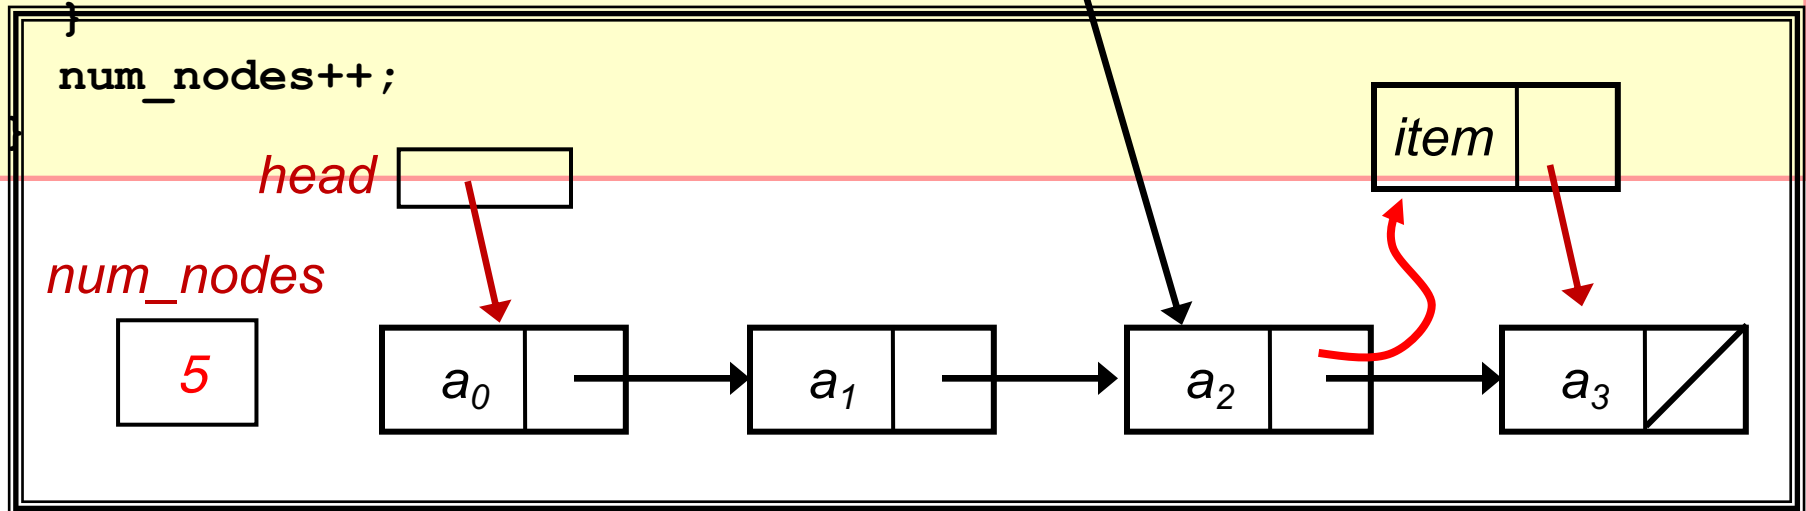 }
num_nodes++;
}
item
head
num_nodes
5
a₀ a₁ a₂ a₃